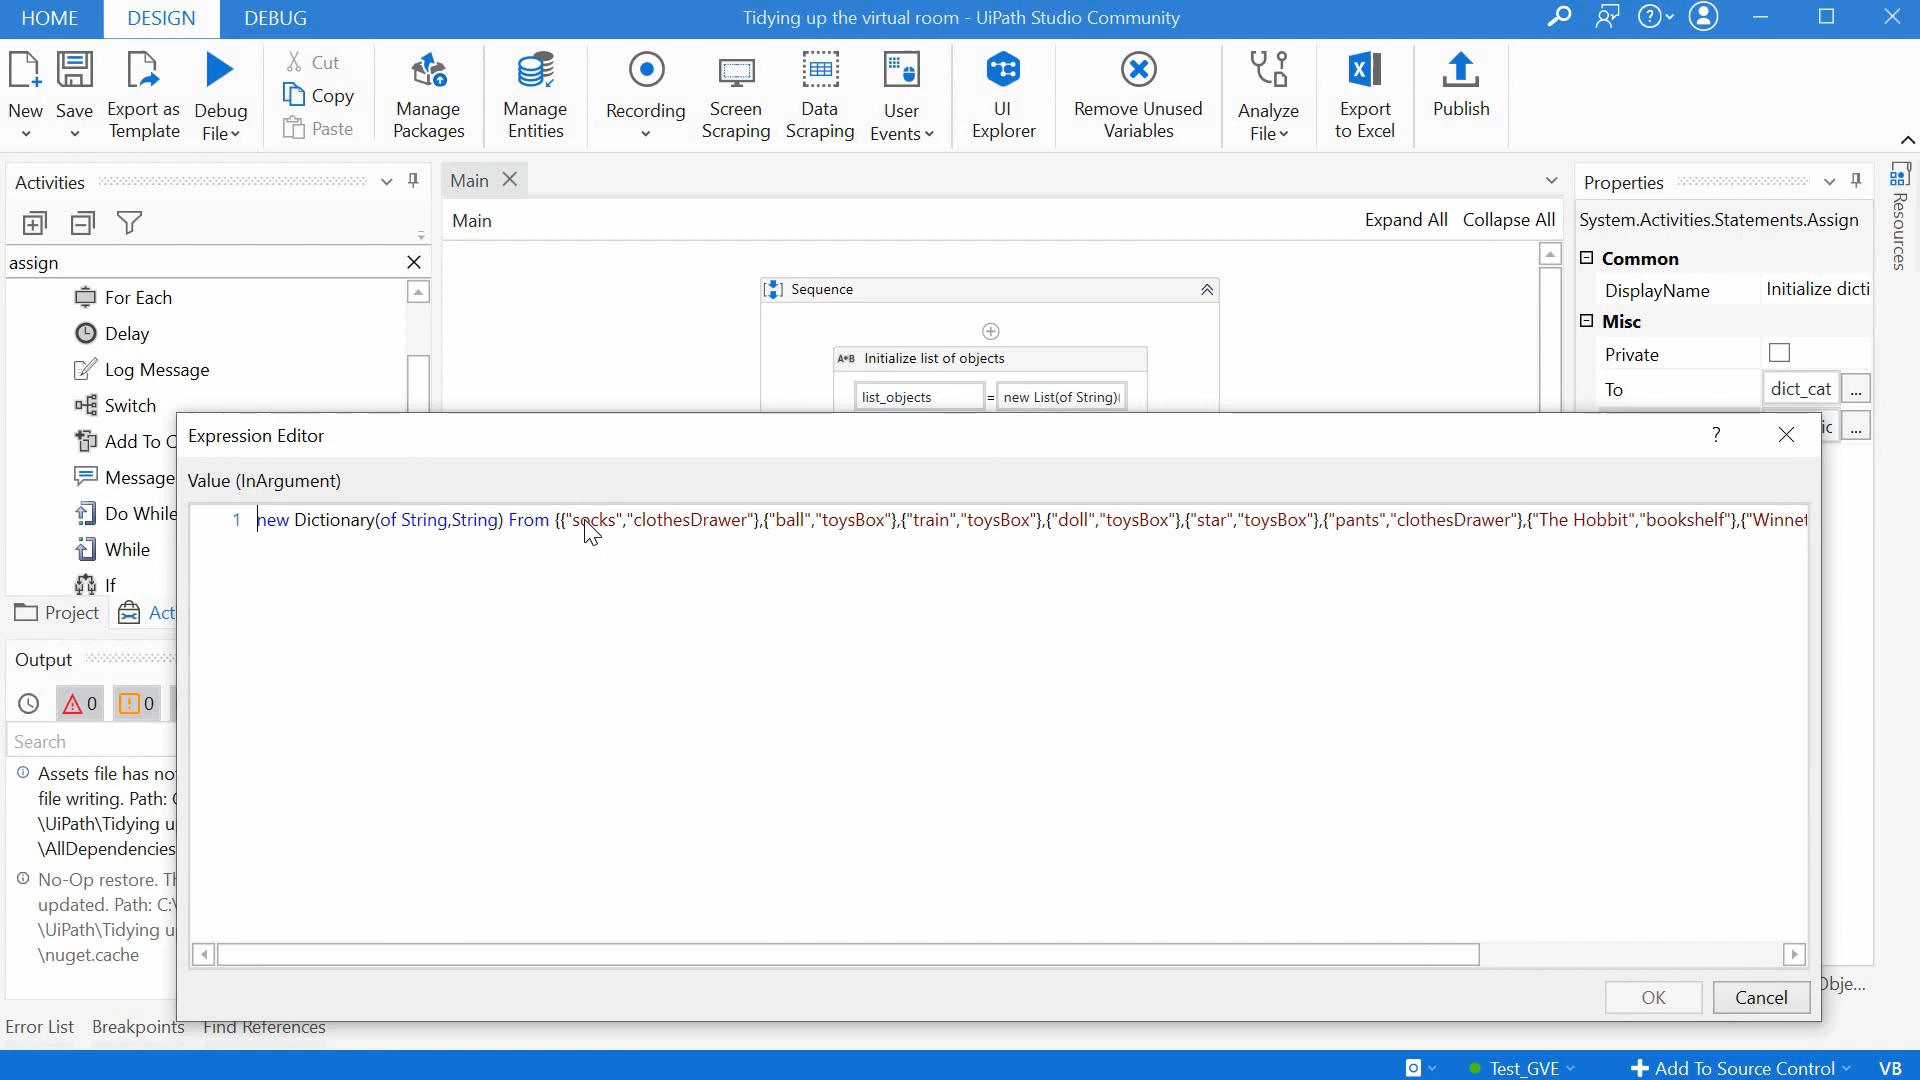 HOME DESIGN DEBUG Tidying up the virtual room - UiPath Studio Community
New Save Export as Template Debug File Cut Copy Paste Manage Packages Manage Entities Recording Screen Scraping Data Scraping User Events UI Explorer Remove Unused Variables Analyze File Export to Excel Publish
Activities
assign
For Each
Delay
Log Message
Switch
Add To C
Message
Do While
While
If
Project Act
Output
0 0
Search
Assets file has no
file writing. Path: C
\UiPath\Tidying u
\AllDependencies
No-Op restore. Th
updated. Path: C:\
\UiPath\Tidying u
\nuget.cache
Error List Breakpoints Find References
Main
Main Expand All Collapse All
Sequence
A*B Initialize list of objects
list_objects = new List(of String)(
Properties
System.Activities.Statements.Assign
Common
DisplayName Initialize dicti
Misc
Private
To dict_cat ...
ic ...
Obje...
Resources
Expression Editor ?
Value (InArgument)
1 new Dictionary(of String,String) From {{"socks","clothesDrawer"},{"ball","toysBox"},{"train","toysBox"},{"doll","toysBox"},{"star","toysBox"},{"pants","clothesDrawer"},{"The Hobbit","bookshelf"},{"Winnet
OK Cancel
Test_GVE Add To Source Control VB